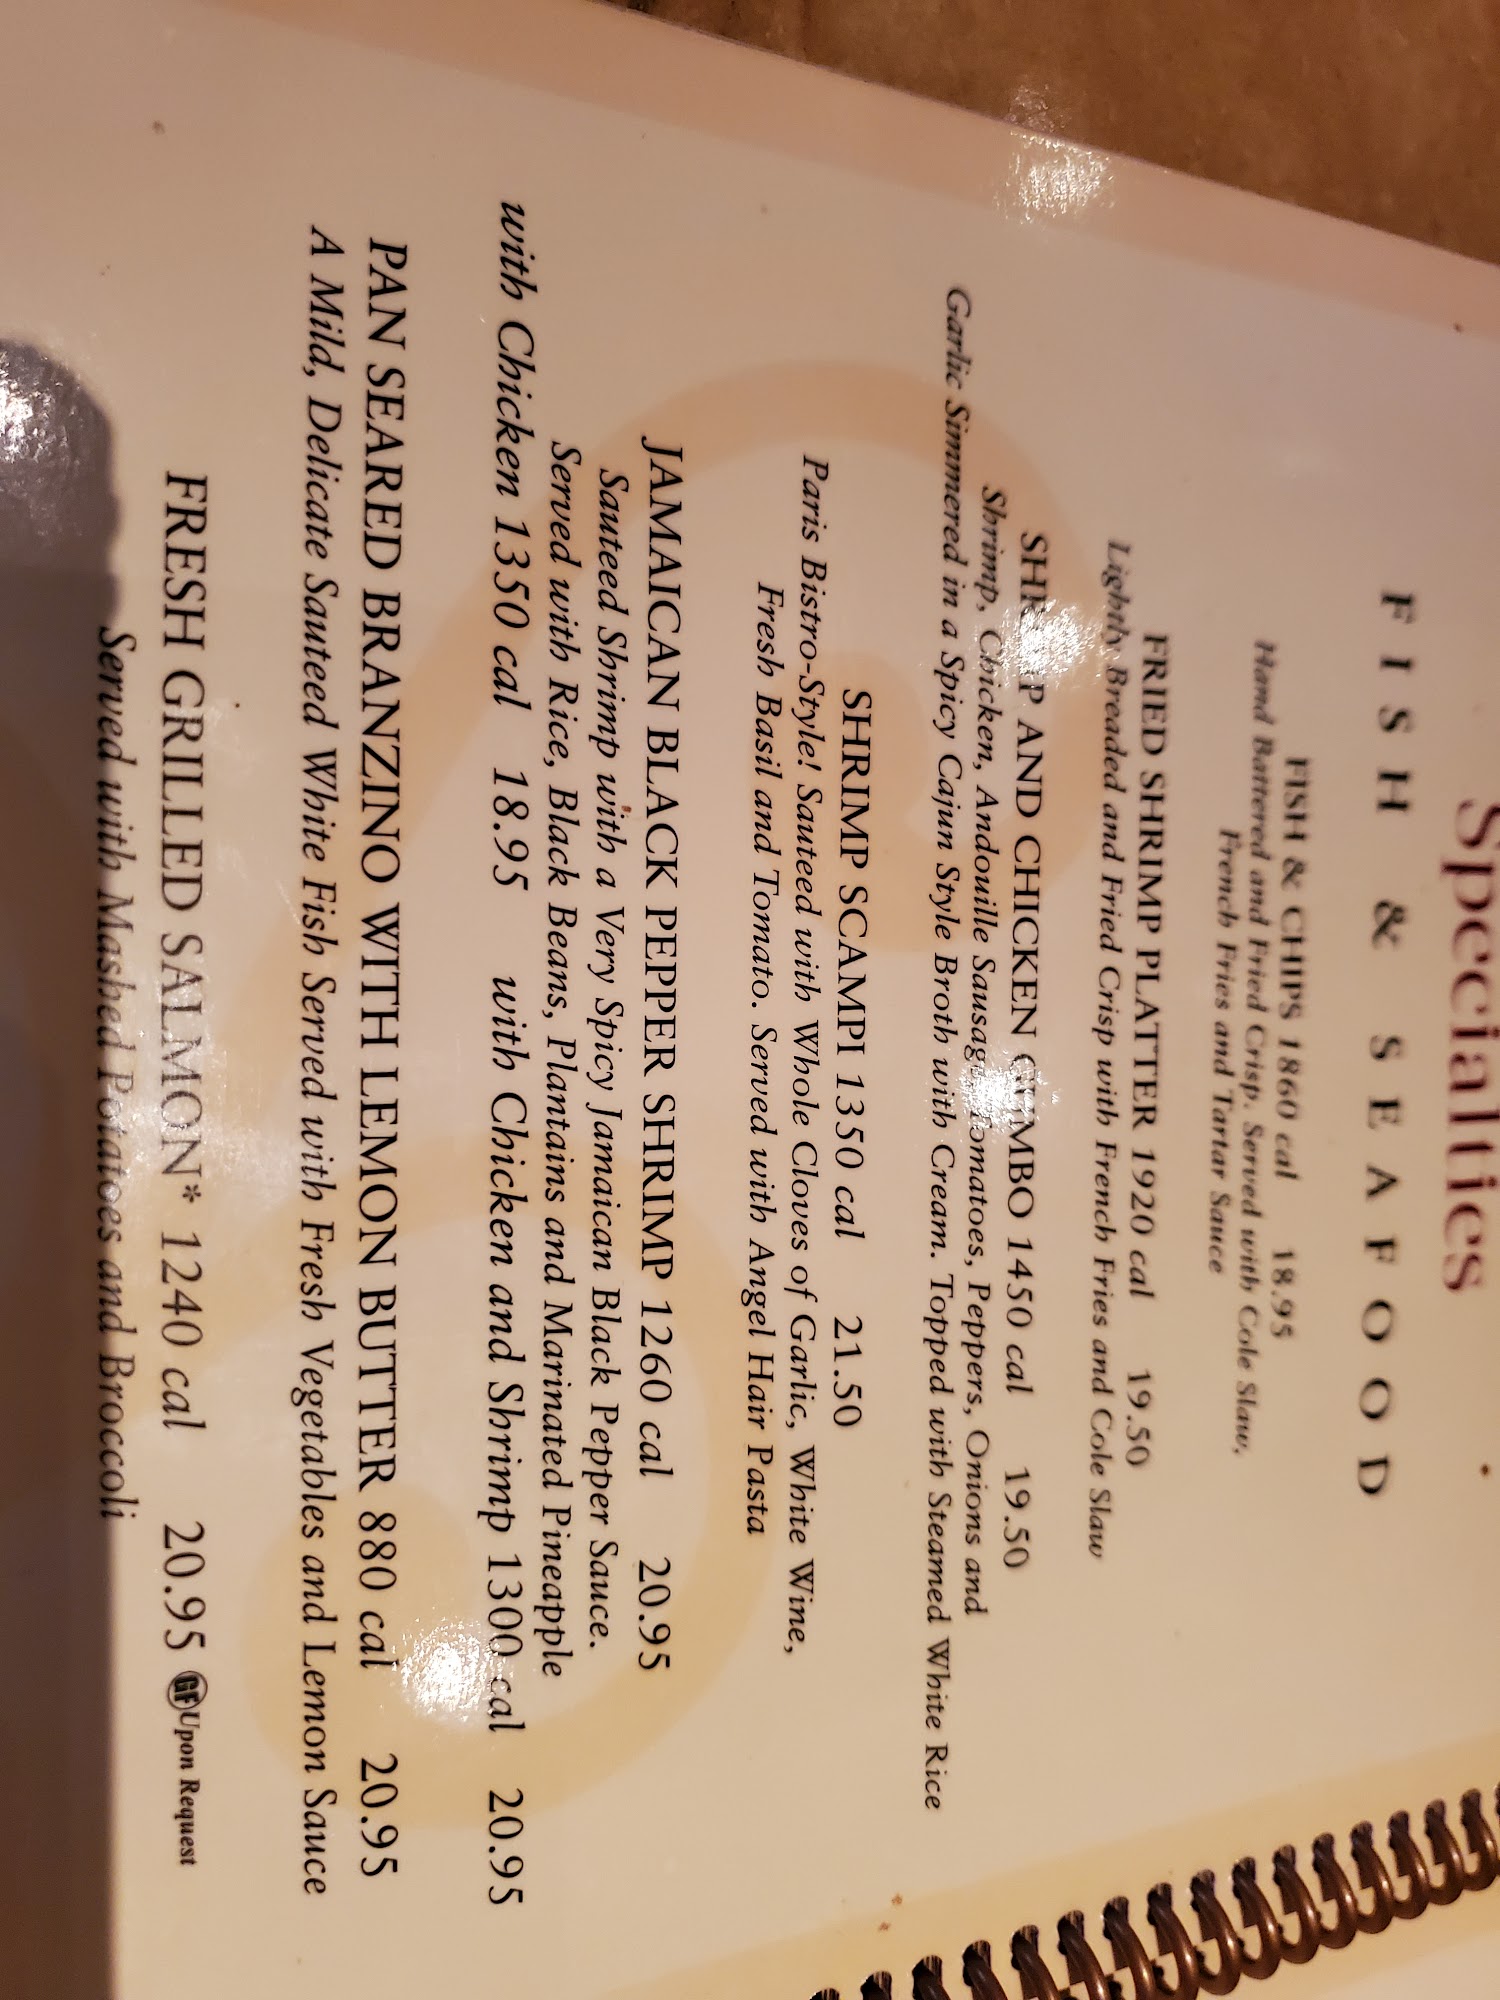 Specialties
FISH & SEAFOOD
FISH & CHIPS 1860 cal 18.95
Hand Battered and Fried Crisp. Served with Cole Slaw,
French Fries and Tartar Sauce
FRIED SHRIMP PLATTER 1920 cal 19.50
Lightly Breaded and Fried Crisp with French Fries and Cole Slaw
SHRIMP AND CHICKEN GUMBO 1450 cal 19.50
Shrimp, Chicken, Andouille Sausage, Tomatoes, Peppers, Onions and
Garlic Simmered in a Spicy Cajun Style Broth with Cream. Topped with Steamed White Rice
SHRIMP SCAMPI 1350 cal 21.50
Paris Bistro-Style! Sauteed with Whole Cloves of Garlic, White Wine,
Fresh Basil and Tomato. Served with Angel Hair Pasta
JAMAICAN BLACK PEPPER SHRIMP 1260 cal 20.95
Sauteed Shrimp with a Very Spicy Jamaican Black Pepper Sauce.
Served with Rice, Black Beans, Plantains and Marinated Pineapple
with Chicken 1350 cal 18.95 with Chicken and Shrimp 1300 cal 20.95
PAN SEARED BRANZINO WITH LEMON BUTTER 880 cal 20.95
A Mild, Delicate Sauteed White Fish Served with Fresh Vegetables and Lemon Sauce
FRESH GRILLED SALMON* 1240 cal 20.95 GF Upon Request
Served with Mashed Potatoes and Broccoli